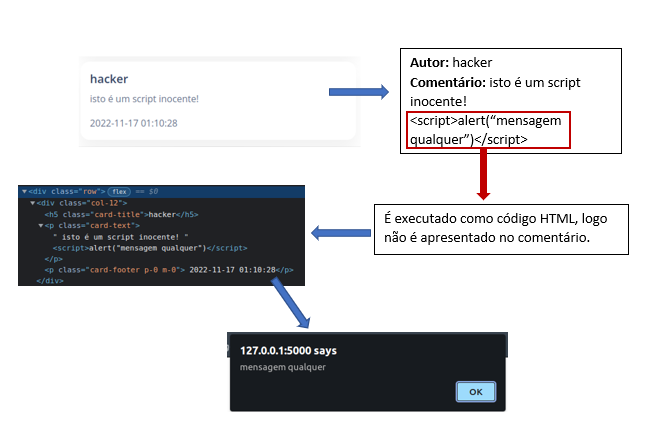 hacker
isto é um script inocente!
2022-11-17 01:10:28
Autor: hacker
Comentário: isto é um script
inocente!
<script>alert(“mensagem
qualquer”)</script>
É executado como código HTML, logo
não é apresentado no comentário.
<div class="row"> flex == $0
<div class="col-12">
<h5 class="card-title">hacker</h5>
<p class="card-text">
" isto é um script inocente! "
<script>alert("mensagem qualquer")</script>
</p>
<p class="card-footer p-0 m-0"> 2022-11-17 01:10:28</p>
</div>
127.0.0.1:5000 says
mensagem qualquer
OK